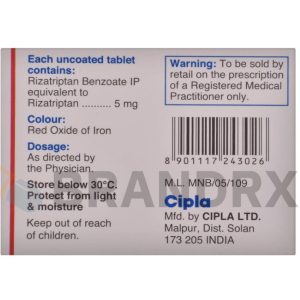 Each uncoated tablet
contains:
Rizatriptan Benzoate IP
equivalent to
Rizatriptan .......... 5 mg
Colour:
Red Oxide of Iron
Dosage:
As directed by
the Physician.
Store below 30°C.
Protect from light
& moisture
Keep out of reach
of children.
Warning: To be sold by
retail on the prescription
of a Registered Medical
Practitioner only.
8 901117 243026
M.L. MNB/05/109
Cipla
Mfd. by CIPLA LTD.
Malpur, Dist. Solan
173 205 INDIA
BRANDRX